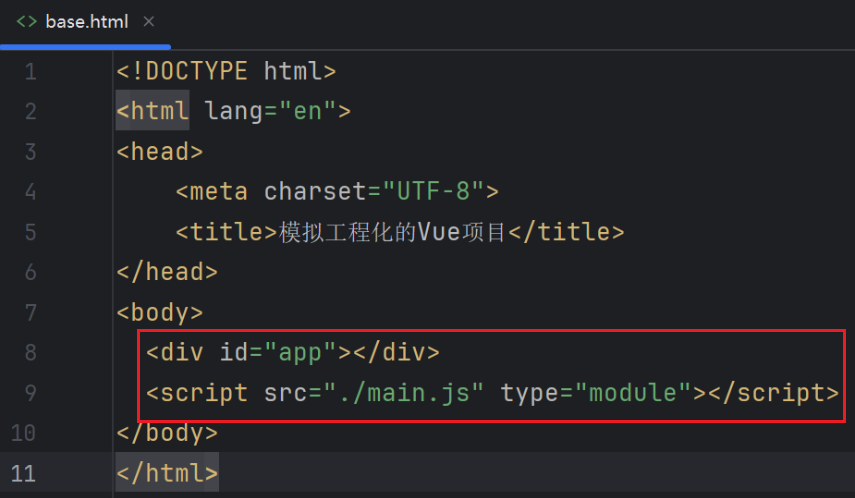 <> base.html ×
1 <!DOCTYPE html>
2 <html lang="en">
3 <head>
4     <meta charset="UTF-8">
5     <title>模拟工程化的Vue项目</title>
6 </head>
7 <body>
8   <div id="app"></div>
9   <script src="./main.js" type="module"></script>
10 </body>
11 </html>